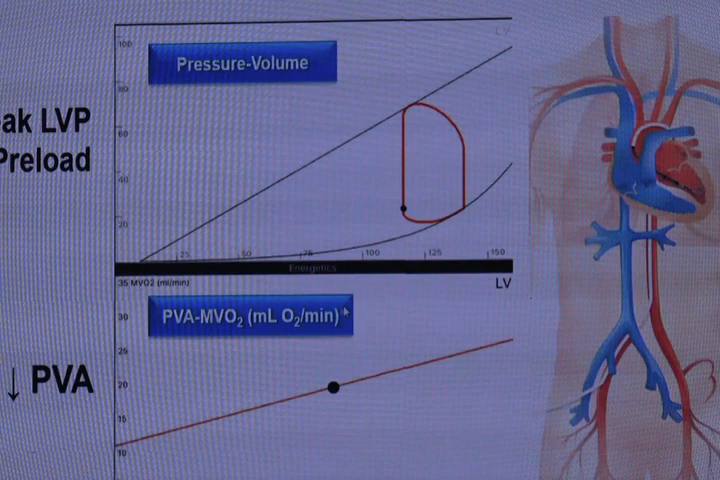 LV
100
Pressure-Volume
80
ak LVP
60
Preload
40
20
25
50
75
100
125
150
Energetics
35 MVO2 (ml/min)
LV
PVA-MVO₂ (mL O₂/min)
30
25
↓ PVA
20
15
10